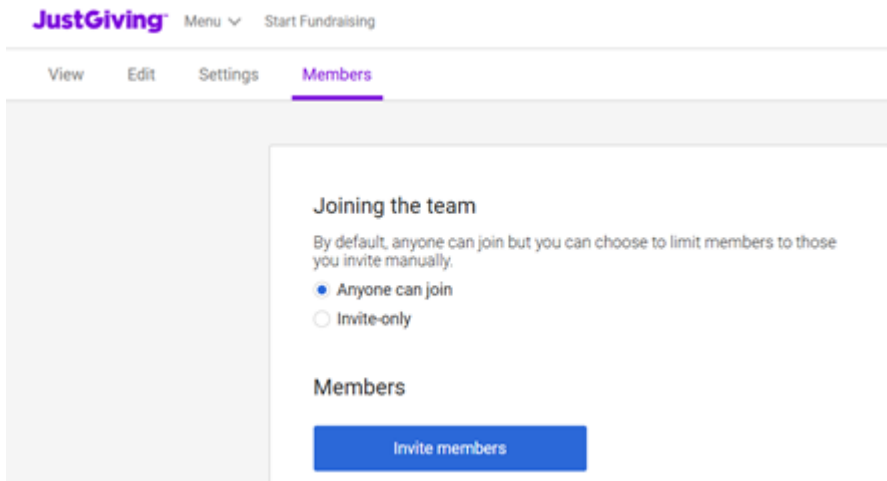 JustGiving Menu Start Fundraising
View Edit Settings Members
Joining the team
By default, anyone can join but you can choose to limit members to those
you invite manually.
Anyone can join
Invite-only
Members
Invite members